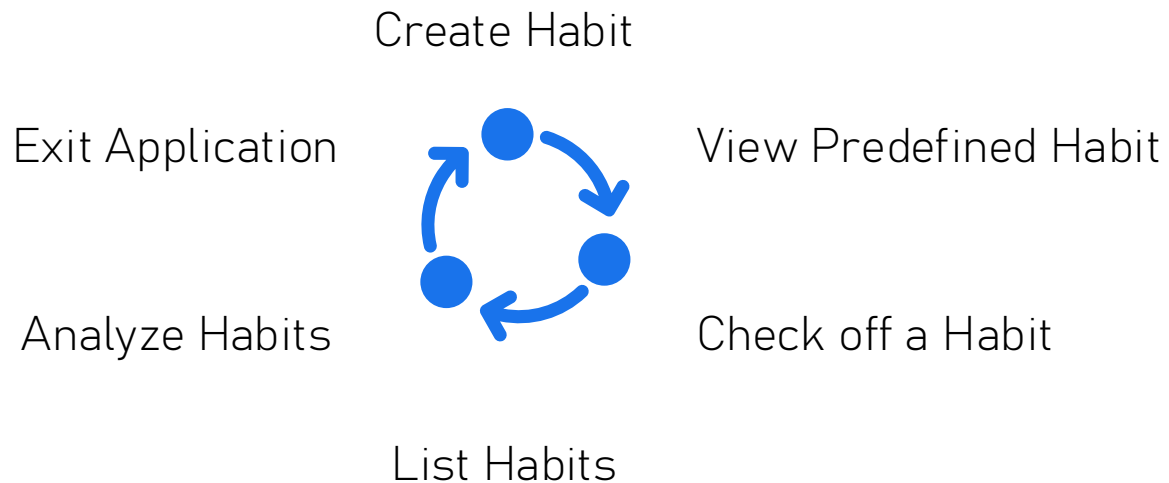 Create Habit
Exit Application
View Predefined Habit
Analyze Habits
Check off a Habit
List Habits